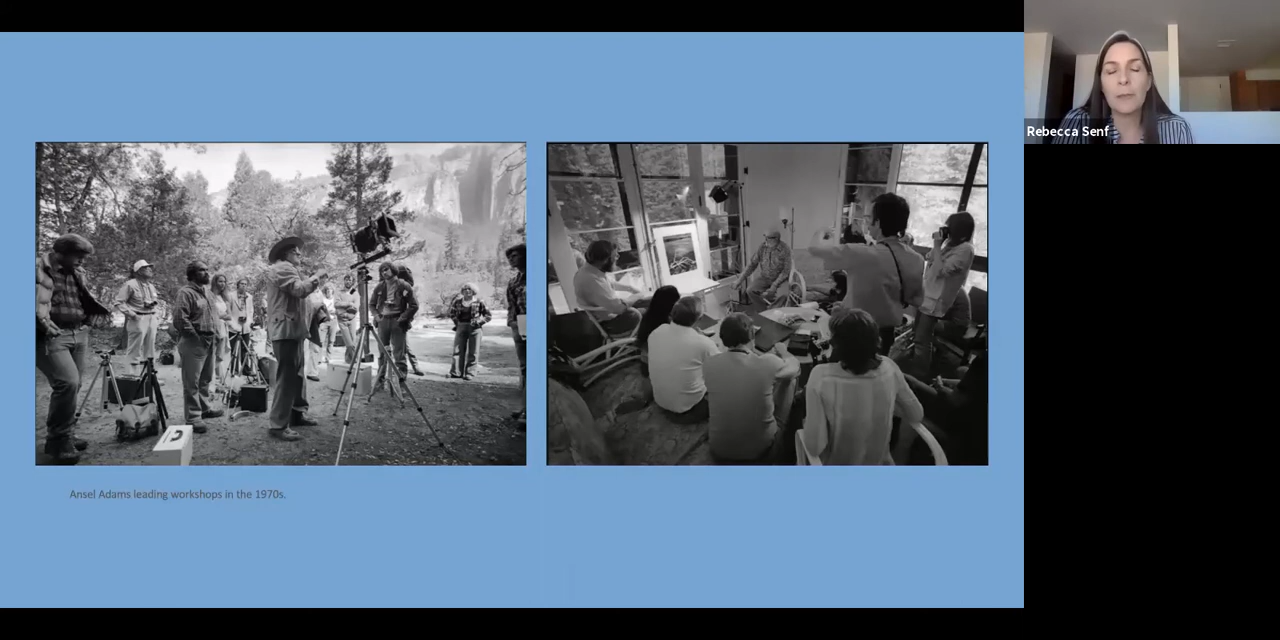 Rebecca Senf
Ansel Adams leading workshops in the 1970s.